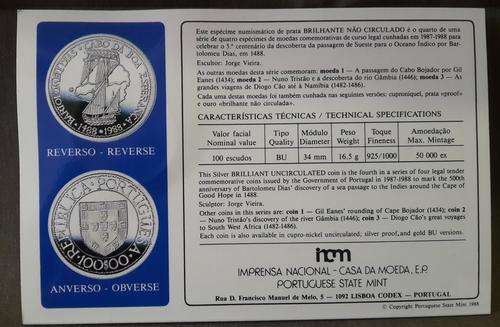 BARTOLOMEU DIAS · CABO DA BOA ESPERANÇA
1488 · 1988
REVERSO - REVERSE
REPÚBLICA PORTUGUESA
100$00
ANVERSO - OBVERSE
Este espécime numismático de prata BRILHANTE NÃO CIRCULADO é o quarto de uma
série de quatro espécimes de moedas comemorativas de curso legal cunhadas em 1987-1988 para
celebrar o 5.º centenário da descoberta da passagem de Sueste para o Oceano Índico por Bar-
tolomeu Dias, em 1488.
Escultor: Jorge Vieira.
As outras moedas desta série comemoram: moeda 1 — A passagem do Cabo Bojador por Gil
Eanes (1434); moeda 2 — Nuno Tristão e a descoberta do rio Gâmbia (1446); moeda 3 — As
grandes viagens de Diogo Cão até à Namíbia (1482-1486).
Cada uma destas moedas foi também cunhada nas seguintes versões: cuproníquel, prata «proof»
e ouro «brilhante não circulada».
CARACTERÍSTICAS TÉCNICAS / TECHNICAL SPECIFICATIONS
Valor facial Tipo Módulo Peso Toque Amoedação
Nominal value Quality Diameter Weight Fineness Max. Mintage
100 escudos BU 34 mm 16.5 g 925/1000 50 000 ex
This Silver BRILLIANT UNCIRCULATED coin is the fourth in a series of four legal tender
commemorative coins issued by the Government of Portugal in 1987-1988 to mark the 500th
anniversary of Bartolomeu Dias' discovery of a sea passage to the Indies around the Cape of
Good Hope in 1488.
Sculptor: Jorge Vieira.
Other coins in this series are: coin 1 — Gil Eanes' rounding of Cape Bojador (1434); coin 2 —
Nuno Tristão's discovery of the river Gâmbia (1446); coin 3 — Diogo Cão's great voyages
to South West Africa (1482-1486).
Each coin is also available in cupro-nickel uncirculated; silver proof, and gold BU versions.
incm
IMPRENSA NACIONAL - CASA DA MOEDA, E.P.
PORTUGUESE STATE MINT
Rua D. Francisco Manuel de Melo, 5 — 1092 LISBOA CODEX — PORTUGAL
© Copyright Portuguese State Mint 1988